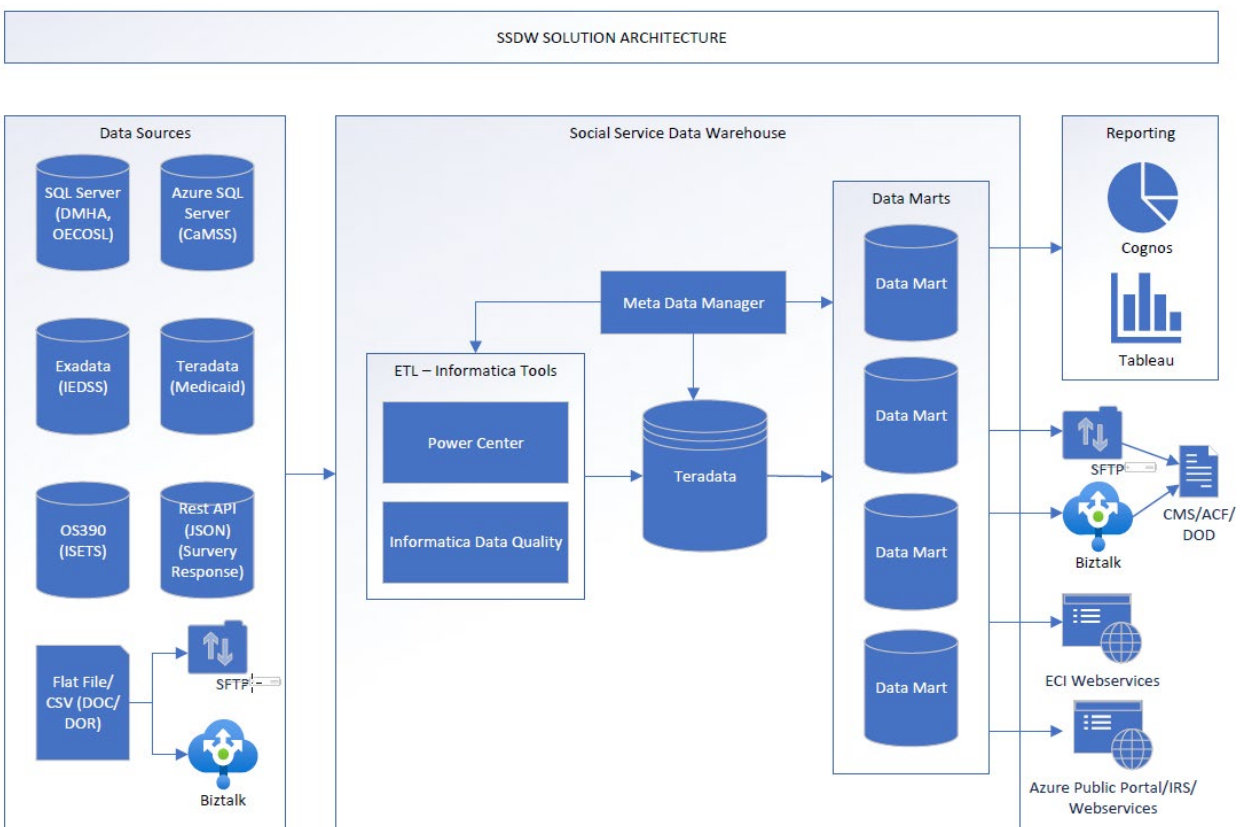 SSDW SOLUTION ARCHITECTURE
Data Sources
SQL Server
(DMHA,
OECOSL)
Azure SQL
Server
(CaMSS)
Exadata
(IEDSS)
Teradata
(Medicaid)
OS390
(ISETS)
Rest API
(JSON)
(Survery
Response)
Flat File/
CSV (DOC/
DOR)
SFTP
Biztalk
Social Service Data Warehouse
Meta Data Manager
ETL – Informatica Tools
Power Center
Informatica Data Quality
Teradata
Data Marts
Data Mart
Data Mart
Data Mart
Data Mart
Reporting
Cognos
Tableau
SFTP
Biztalk
CMS/ACF/
DOD
ECI Webservices
Azure Public Portal/IRS/
Webservices